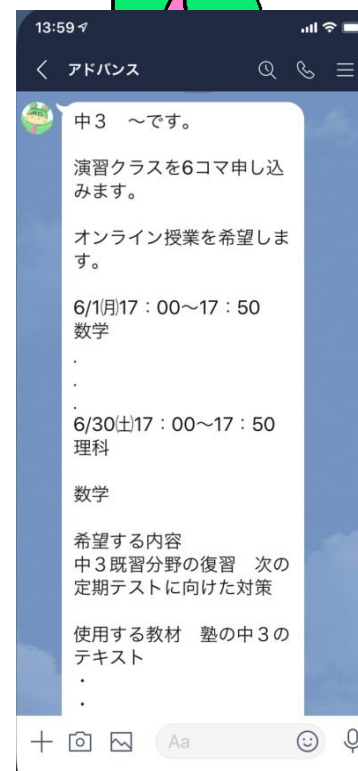 13:59
アドバンス
中3　～です。
演習クラスを6コマ申し込
みます。
オンライン授業を希望しま
す。
6/1㈪17：00～17：50
数学
.
.
.
6/30㈯17：00～17：50
理科
数学
希望する内容
中３既習分野の復習　次の
定期テストに向けた対策
使用する教材　塾の中３の
テキスト
・
・
Aa